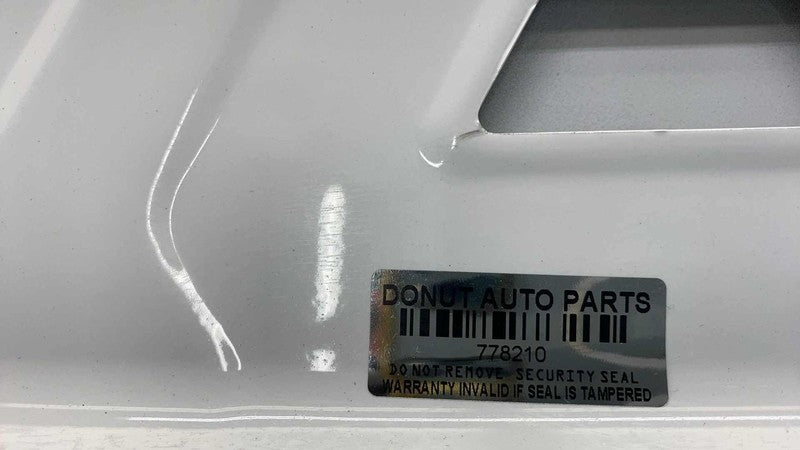 DONUT AUTO PARTS
778210
DO NOT REMOVE SECURITY SEAL
WARRANTY INVALID IF SEAL IS TAMPERED